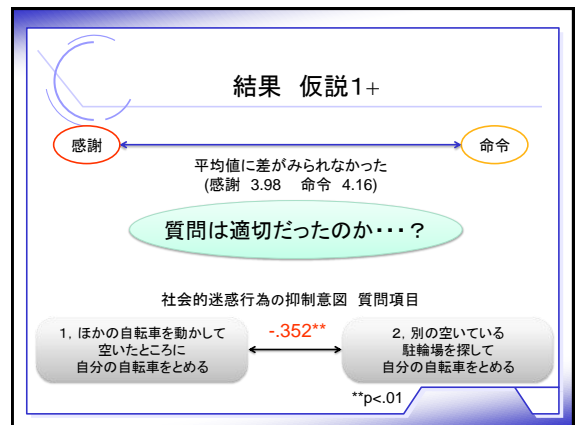 結果　仮説1+
感謝
命令
平均値に差がみられなかった
(感謝 3.98　命令 4.16)
質問は適切だったのか・・・？
社会的迷惑行為の抑制意図　質問項目
1，ほかの自転車を動かして
空いたところに
自分の自転車をとめる
-.352**
2，別の空いている
駐輪場を探して
自分の自転車をとめる
**p<.01